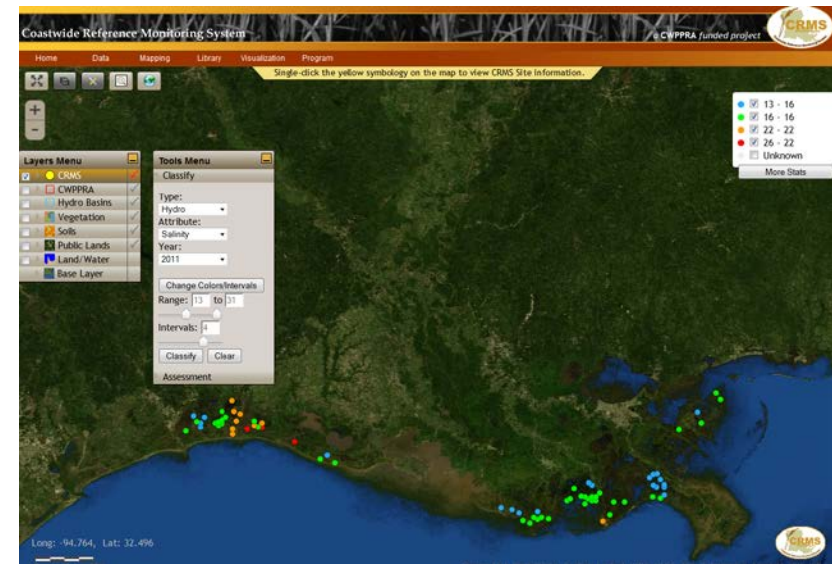 Coastwide Reference Monitoring System
a CWPPRA funded project
CRMS
Home Data Mapping Library Visualization Program
Single-click the yellow symbology on the map to view CRMS Site information.
+
-
13 - 16
16 - 16
22 - 22
26 - 22
Unknown
More Stats
Layers Menu
CRMS
CWPPRA
Hydro Basins
Vegetation
Soils
Public Lands
Land/Water
Base Layer
Tools Menu
Classify
Type:
Hydro
Attribute:
Salinity
Year:
2011
Change Colors/Intervals
Range: 13 to 31
Intervals: 4
Classify Clear
Assessment
Long: -94.764, Lat: 32.496
CRMS